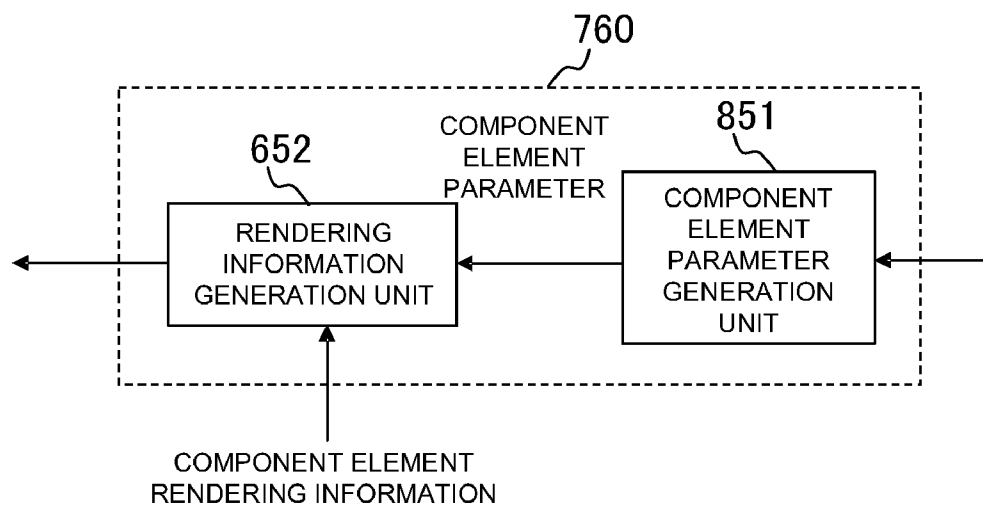 760
COMPONENT
ELEMENT
PARAMETER
851
652
RENDERING
INFORMATION
GENERATION UNIT
COMPONENT
ELEMENT
PARAMETER
GENERATION
UNIT
COMPONENT ELEMENT
RENDERING INFORMATION